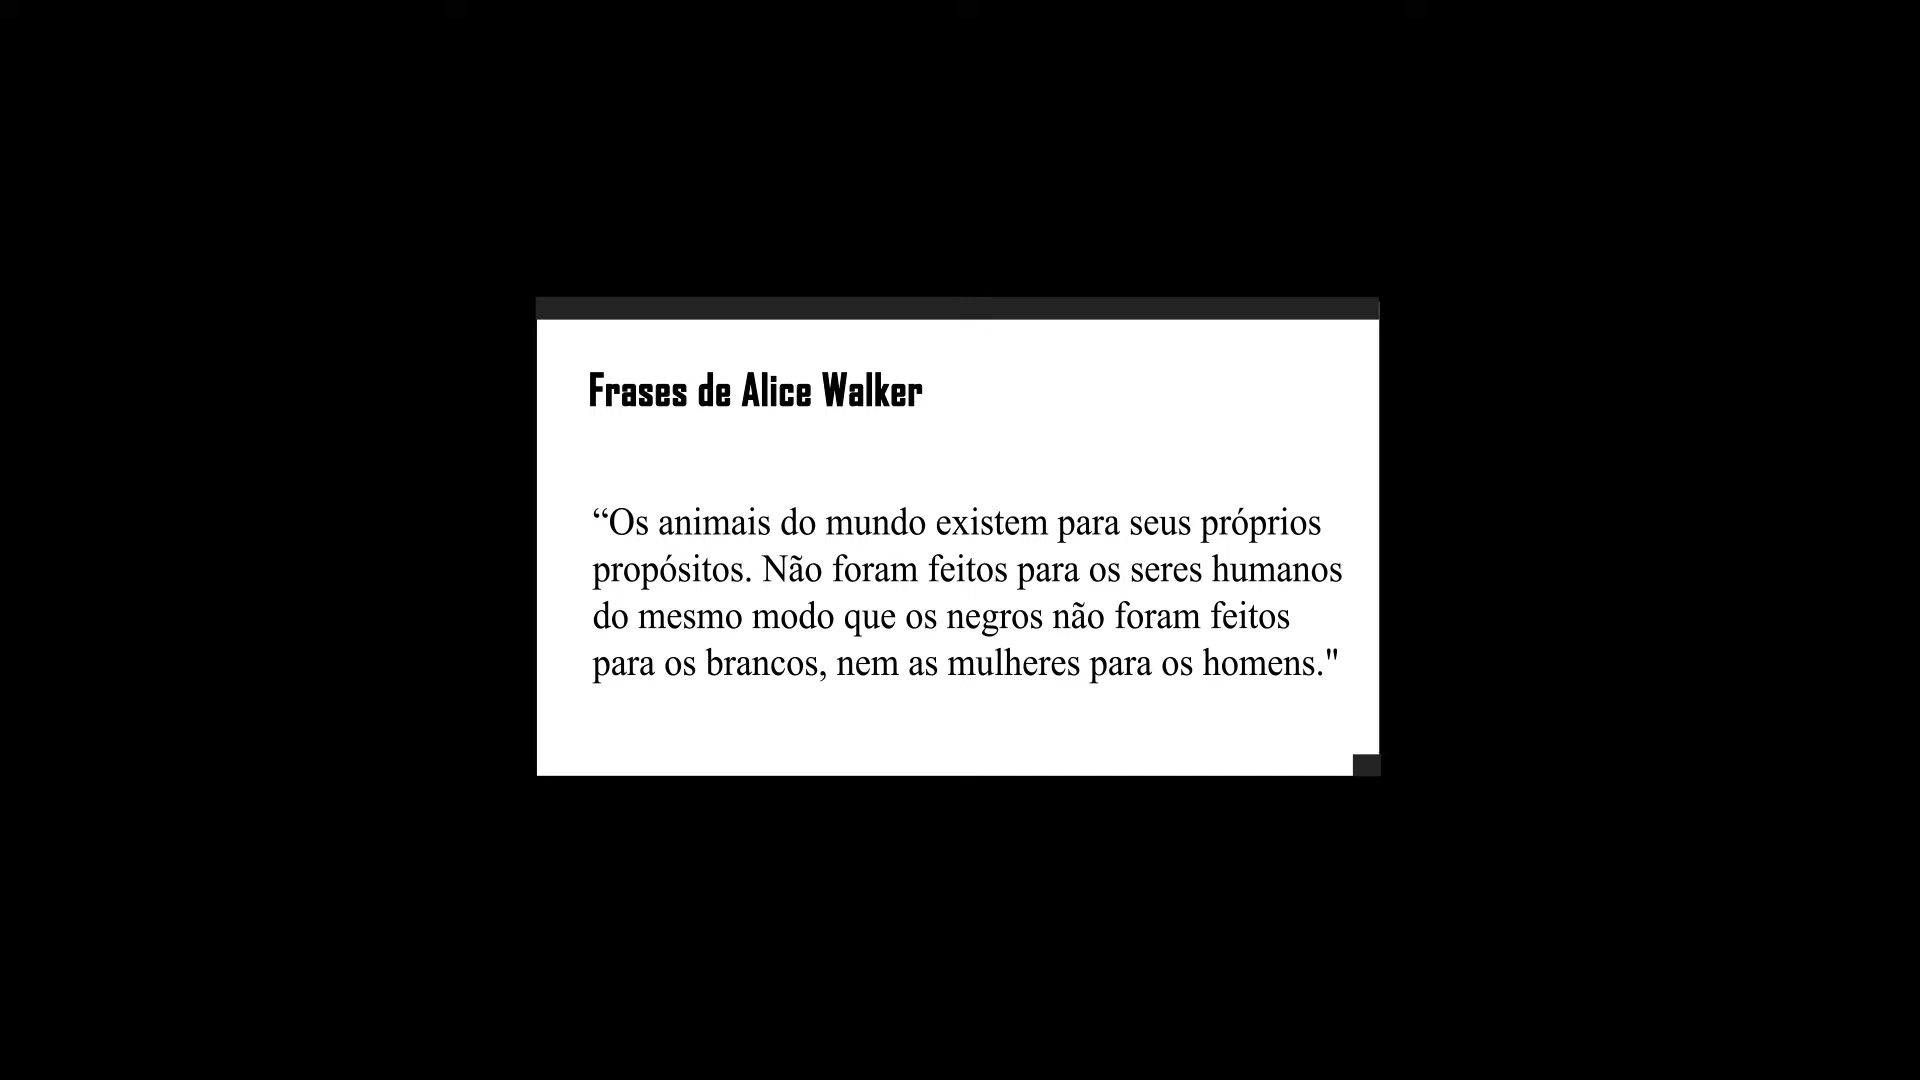 Frases de Alice Walker
“Os animais do mundo existem para seus próprios
propósitos. Não foram feitos para os seres humanos
do mesmo modo que os negros não foram feitos
para os brancos, nem as mulheres para os homens."